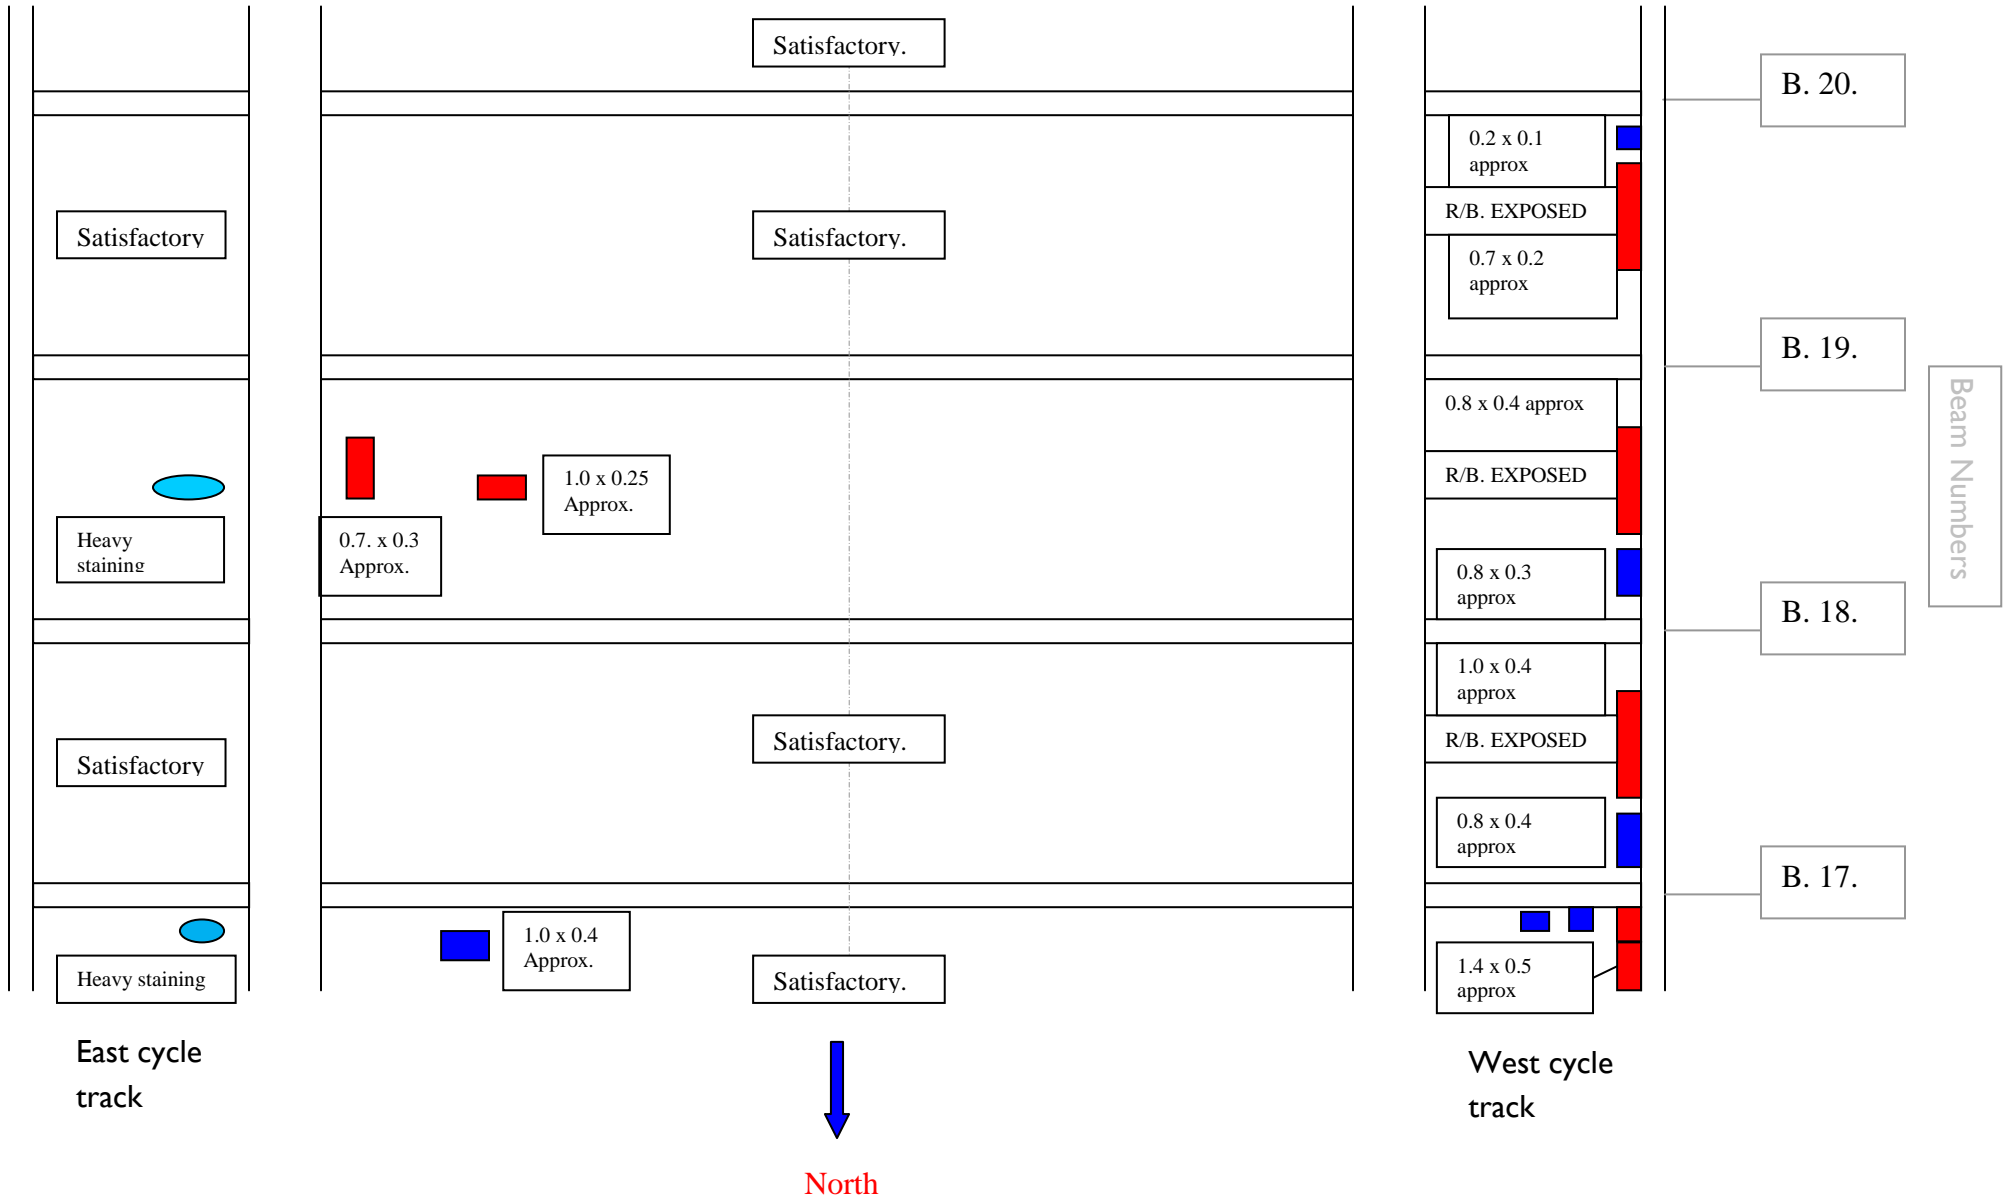 Satisfactory.
B. 20.
0.2 x 0.1
approx
Satisfactory
Satisfactory.
R/B. EXPOSED
0.7 x 0.2
approx
B. 19.
Beam Numbers
0.8 x 0.4 approx
1.0 x 0.25
Approx.
R/B. EXPOSED
Heavy
staining
0.7. x 0.3
Approx.
0.8 x 0.3
approx
B. 18.
1.0 x 0.4
approx
Satisfactory
Satisfactory.
R/B. EXPOSED
0.8 x 0.4
approx
B. 17.
1.0 x 0.4
Approx.
Heavy staining
Satisfactory.
1.4 x 0.5
approx
East cycle
track
West cycle
track
North